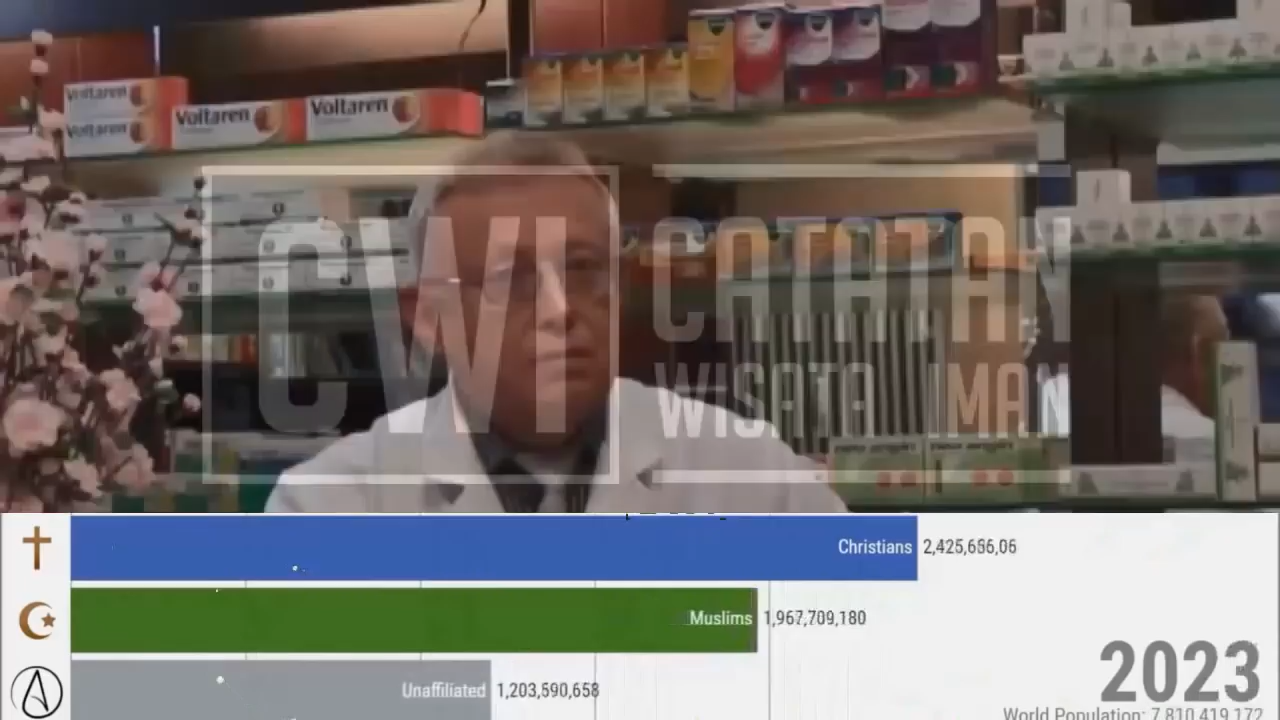 Voltaren
Voltaren
Voltaren
Voltaren
CWI
CATATAN
WISATA IMAN
Christians 2,425,656,06
Muslims 1,967,709,180
Unaffiliated 1,203,590,658
2023
World Population: 7,810,419,172